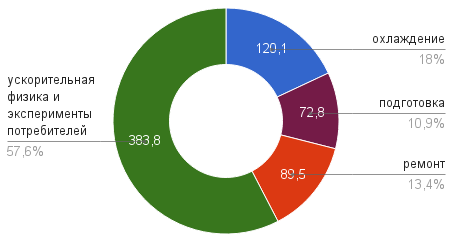 охлаждение
18%
120,1
ускорительная
физика и
эксперименты
потребителей
57,6%
383,8
подготовка
10,9%
72,8
ремонт
13,4%
89,5